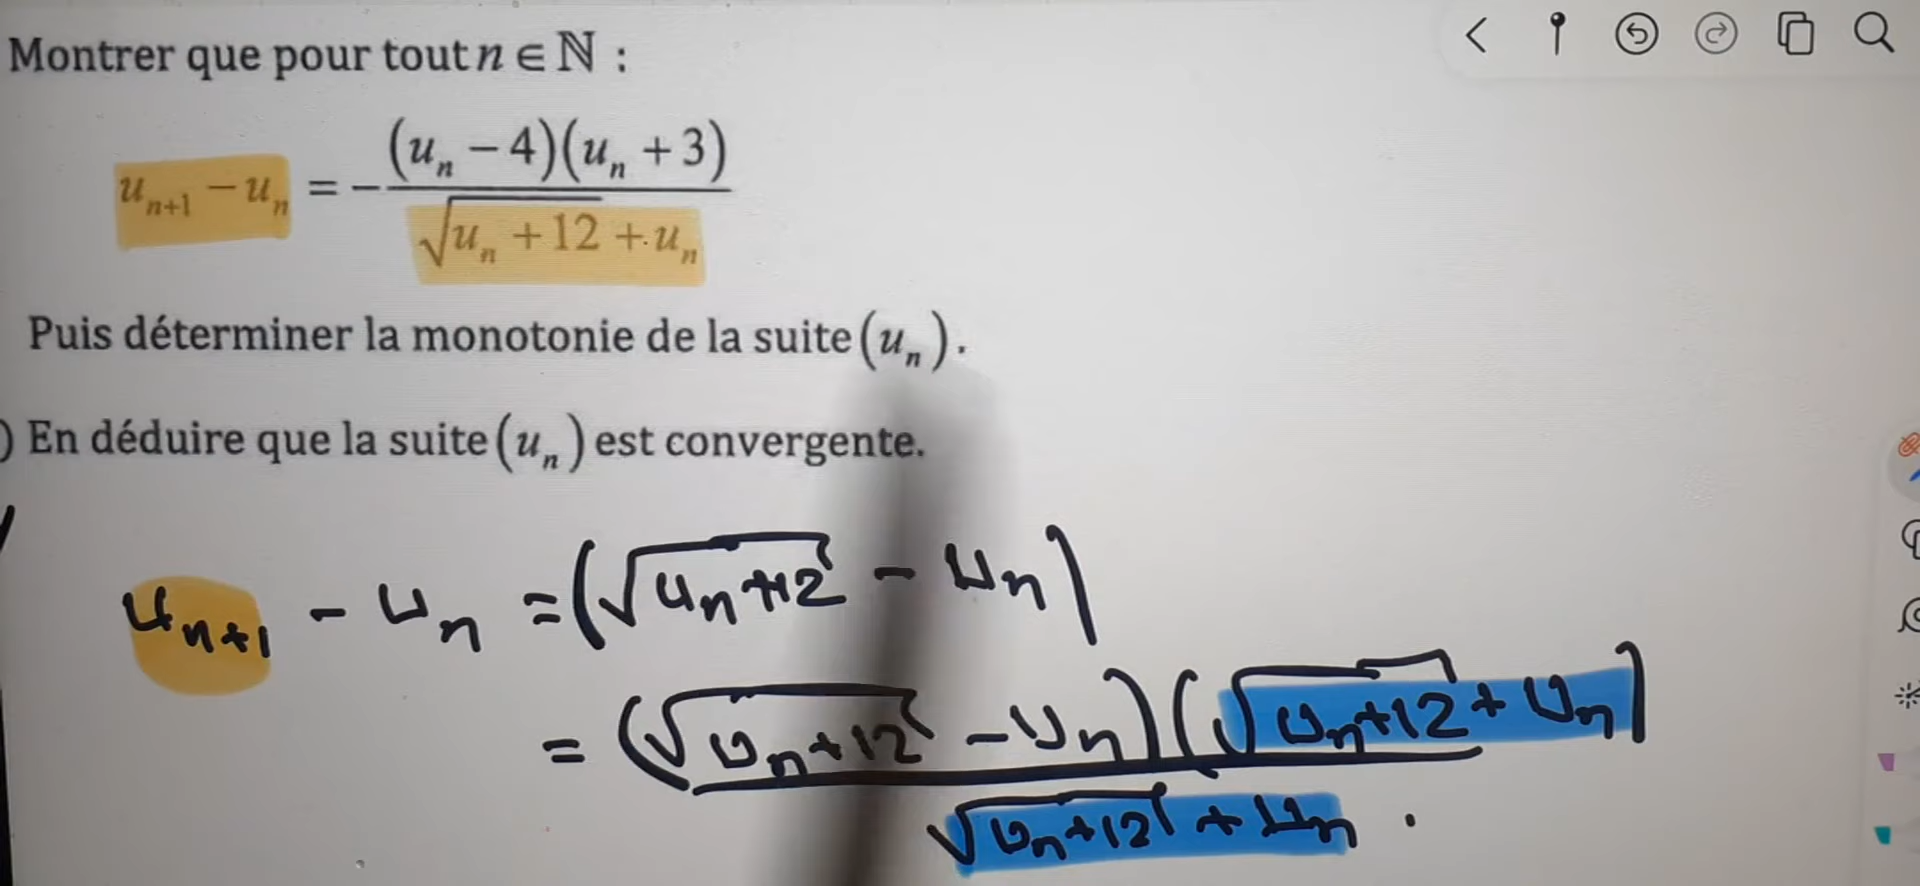 Montrer que pour tout n ∈ ℕ :
u_{n+1} − u_n = − (u_n − 4)(u_n + 3) / (√(u_n + 12) + u_n)
Puis déterminer la monotonie de la suite (u_n).
) En déduire que la suite (u_n) est convergente.
u_{n+1} − u_n = (√(u_n+12) − u_n)
= (√(u_n+12) − u_n)(√(u_n+12) + u_n) / (√(u_n+12) + u_n) .